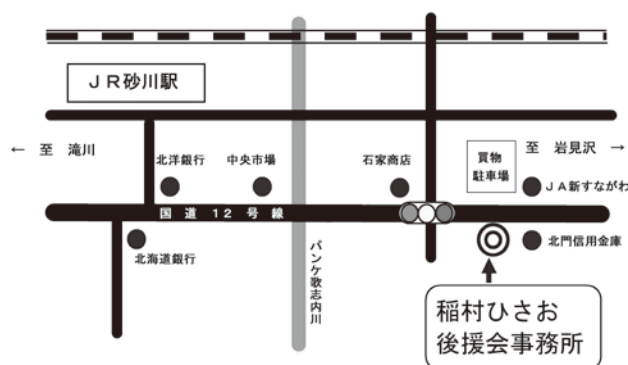 JR砂川駅
← 至 滝川
北洋銀行
中央市場
石家商店
買物
駐車場
至 岩見沢 →
JA新すながわ
国道12号線
北海道銀行
パンケ歌志内川
北門信用金庫
稲村ひさお
後援会事務所